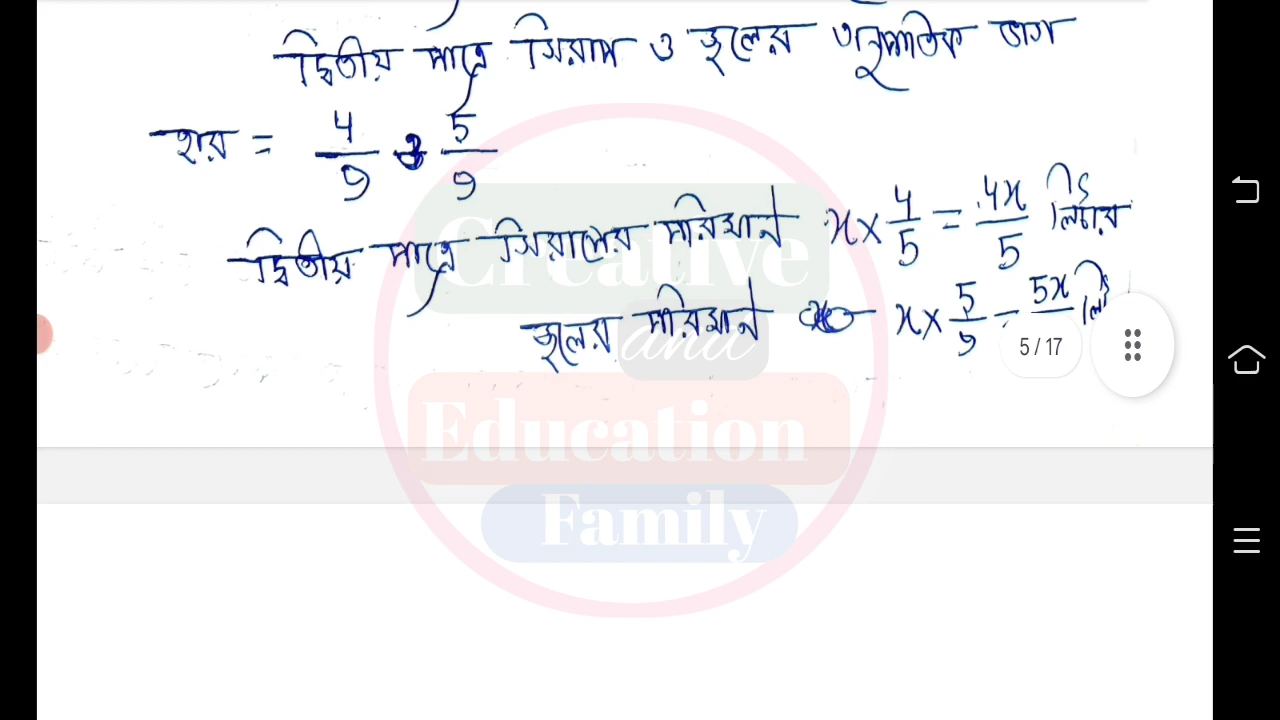 দ্বিতীয় পাত্রে সিরাপ ও জলের আনুপাতিক ভাগ
হার = 4/9 ও 5/9
দ্বিতীয় পাত্রে সিরাপের পরিমান x × 4/5 = 4x/5 লিটার
জলের পরিমান x × 5/9 = 5x লি
5 / 17
Creative
and
Education
Family